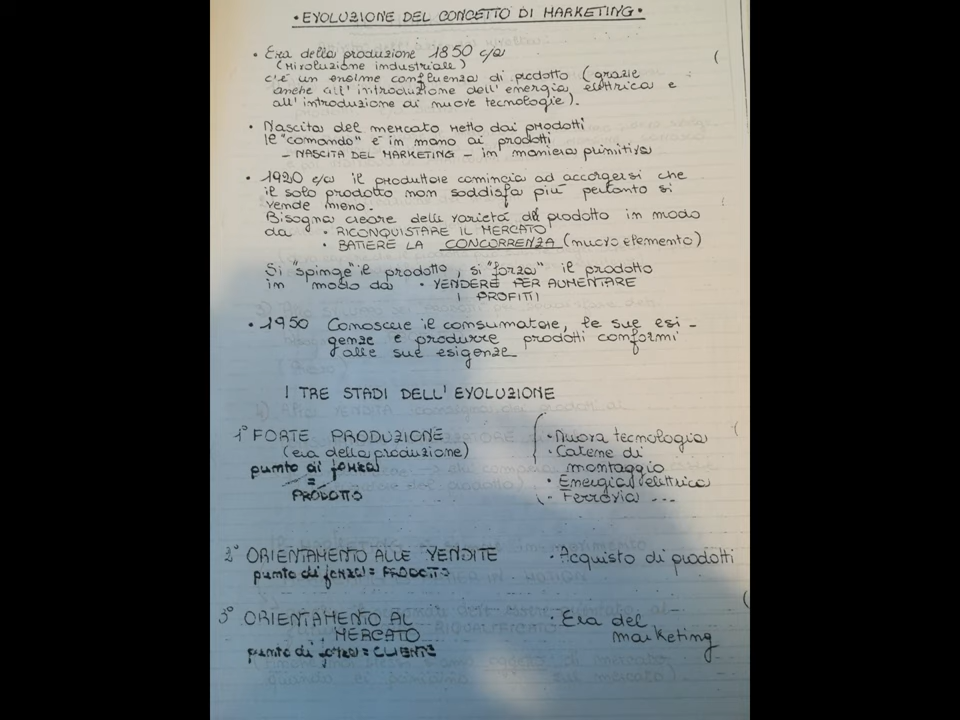 • EVOLUZIONE DEL CONCETTO DI MARKETING •
• Era della produzione 1850 c/a
(rivoluzione industriale)
c'è un enorme confluenza di prodotto (grazie
anche all'introduzione dell'energia elettrica e
all'introduzione di nuove tecnologie).
• Nascita del mercato retto dai prodotti
Il "comando" è in mano ai prodotti
- NASCITA DEL MARKETING - in maniera primitiva
• 1920 c/a il produttore comincia ad accorgersi che
il solo prodotto non soddisfa più pertanto si
vende meno.
Bisogna creare delle varietà di prodotto in modo
da • RICONQUISTARE IL MERCATO
• BATTERE LA CONCORRENZA (nuovo elemento)
Si "spinge" il prodotto, si "forza" il prodotto
in modo da • VENDERE PER AUMENTARE
I PROFITTI
• 1950 Conoscere il consumatore, le sue esi-
genze e produrre prodotti conformi
alle sue esigenze
I TRE STADI DELL'EVOLUZIONE
1° FORTE PRODUZIONE
(era della produzione)
punto di forza
=
PRODOTTO
• Nuova tecnologia
• Catene di
montaggio
• Energia elettrica
- Ferrovia ...
2° ORIENTAMENTO ALLE VENDITE
punto di forza = PRODOTTO
• Acquisto di prodotti
3° ORIENTAMENTO AL
MERCATO
punto di forza = CLIENTE
• Era del
marketing